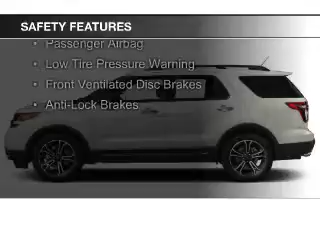 SAFETY FEATURES
• Passenger Airbag
• Low Tire Pressure Warning
• Front Ventilated Disc Brakes
• Anti-Lock Brakes